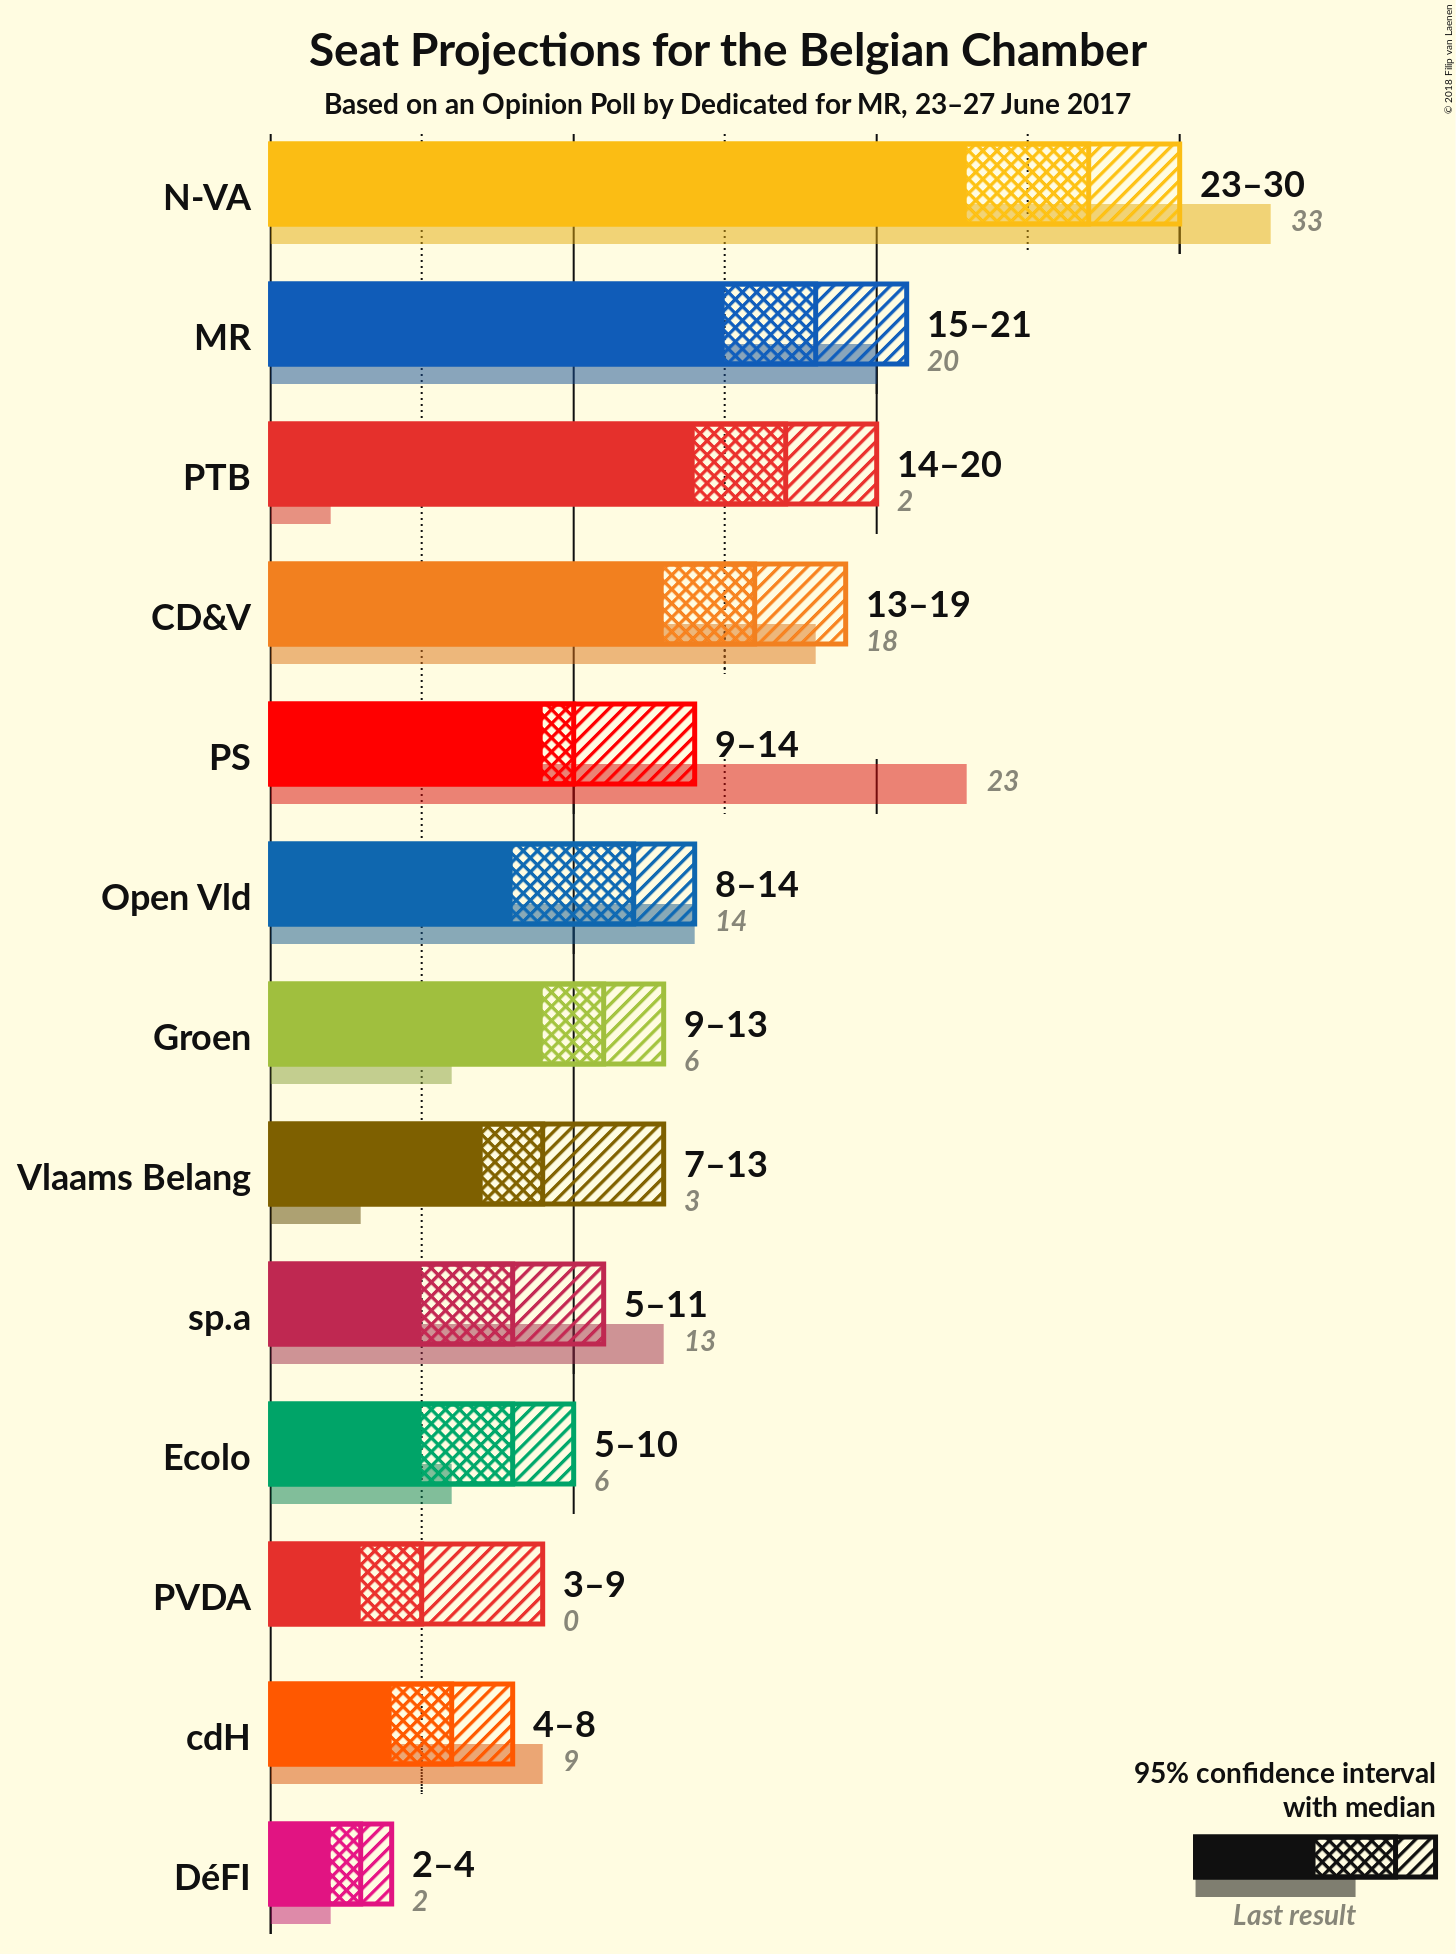 Seat Projections for the Belgian Chamber
Based on an Opinion Poll by Dedicated for MR, 23–27 June 2017
© 2018 Filip van Laenen
N-VA
23–30
33
MR
15–21
20
PTB
14–20
2
CD&V
13–19
18
PS
9–14
23
Open Vld
8–14
14
Groen
9–13
6
Vlaams Belang
7–13
3
sp.a
5–11
13
Ecolo
5–10
6
PVDA
3–9
0
cdH
4–8
9
DéFI
2–4
2
95% confidence interval
with median
Last result